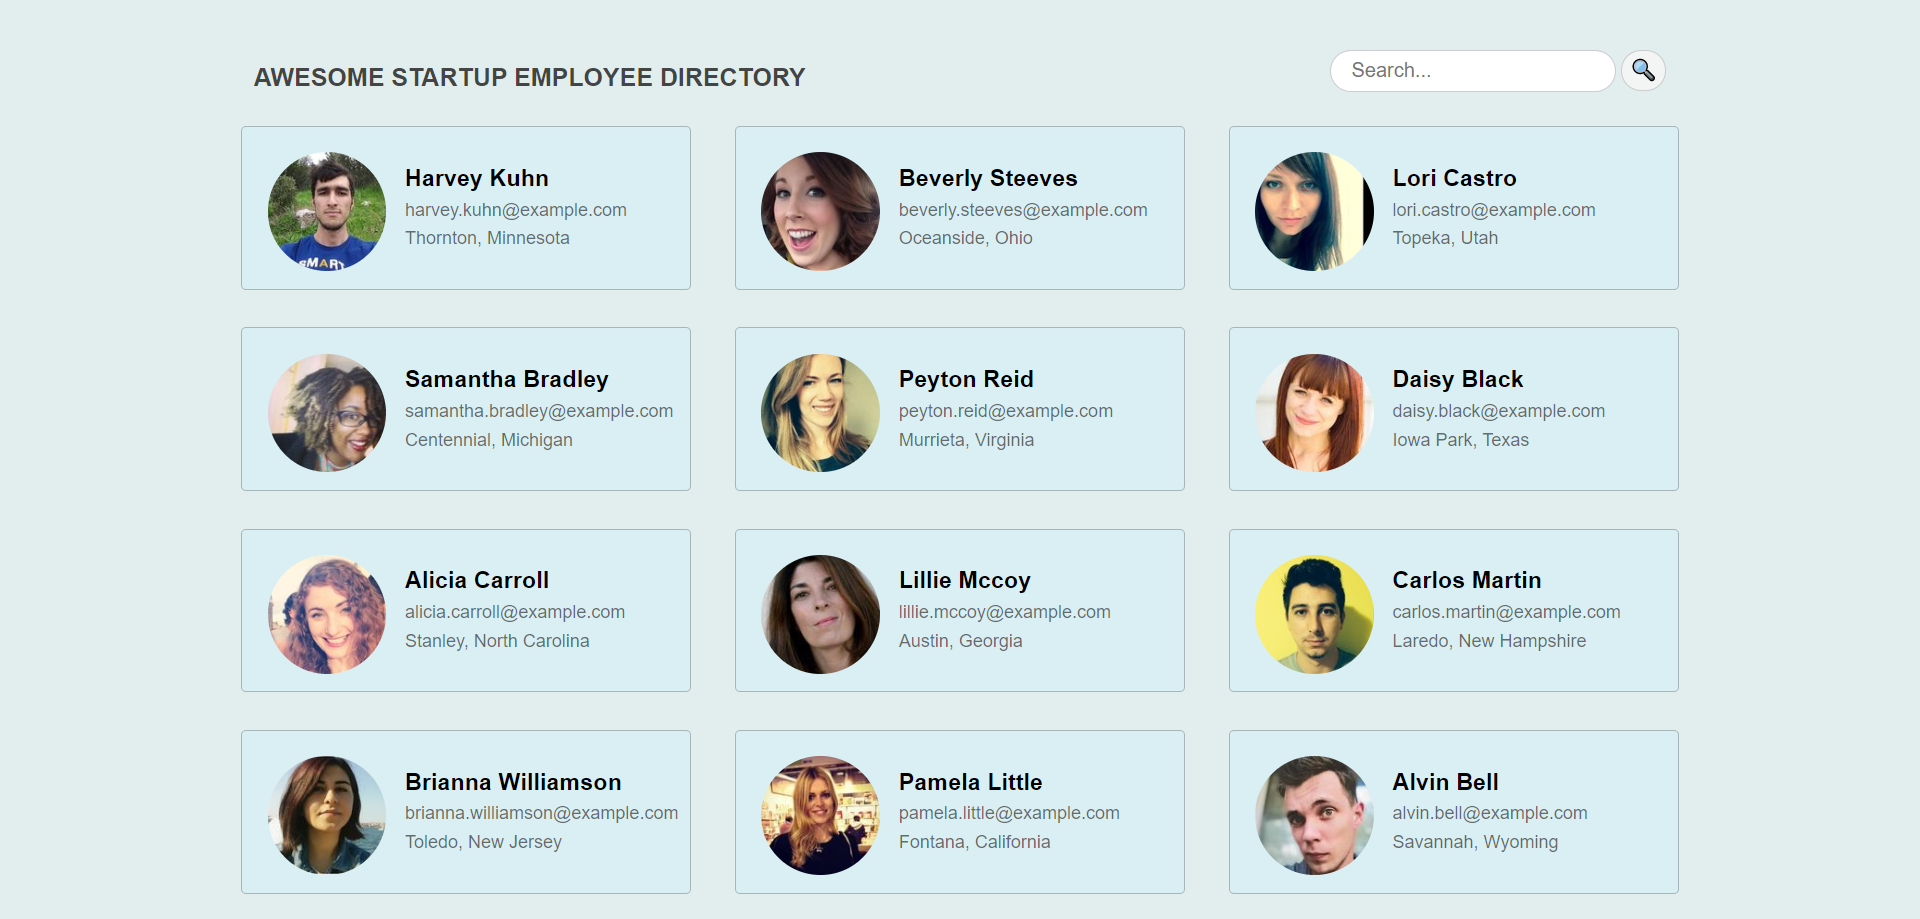 AWESOME STARTUP EMPLOYEE DIRECTORY
Search...
Harvey Kuhn
harvey.kuhn@example.com
Thornton, Minnesota
SMART
Beverly Steeves
beverly.steeves@example.com
Oceanside, Ohio
Lori Castro
lori.castro@example.com
Topeka, Utah
Samantha Bradley
samantha.bradley@example.com
Centennial, Michigan
Peyton Reid
peyton.reid@example.com
Murrieta, Virginia
Daisy Black
daisy.black@example.com
Iowa Park, Texas
Alicia Carroll
alicia.carroll@example.com
Stanley, North Carolina
Lillie Mccoy
lillie.mccoy@example.com
Austin, Georgia
Carlos Martin
carlos.martin@example.com
Laredo, New Hampshire
Brianna Williamson
brianna.williamson@example.com
Toledo, New Jersey
Pamela Little
pamela.little@example.com
Fontana, California
Alvin Bell
alvin.bell@example.com
Savannah, Wyoming